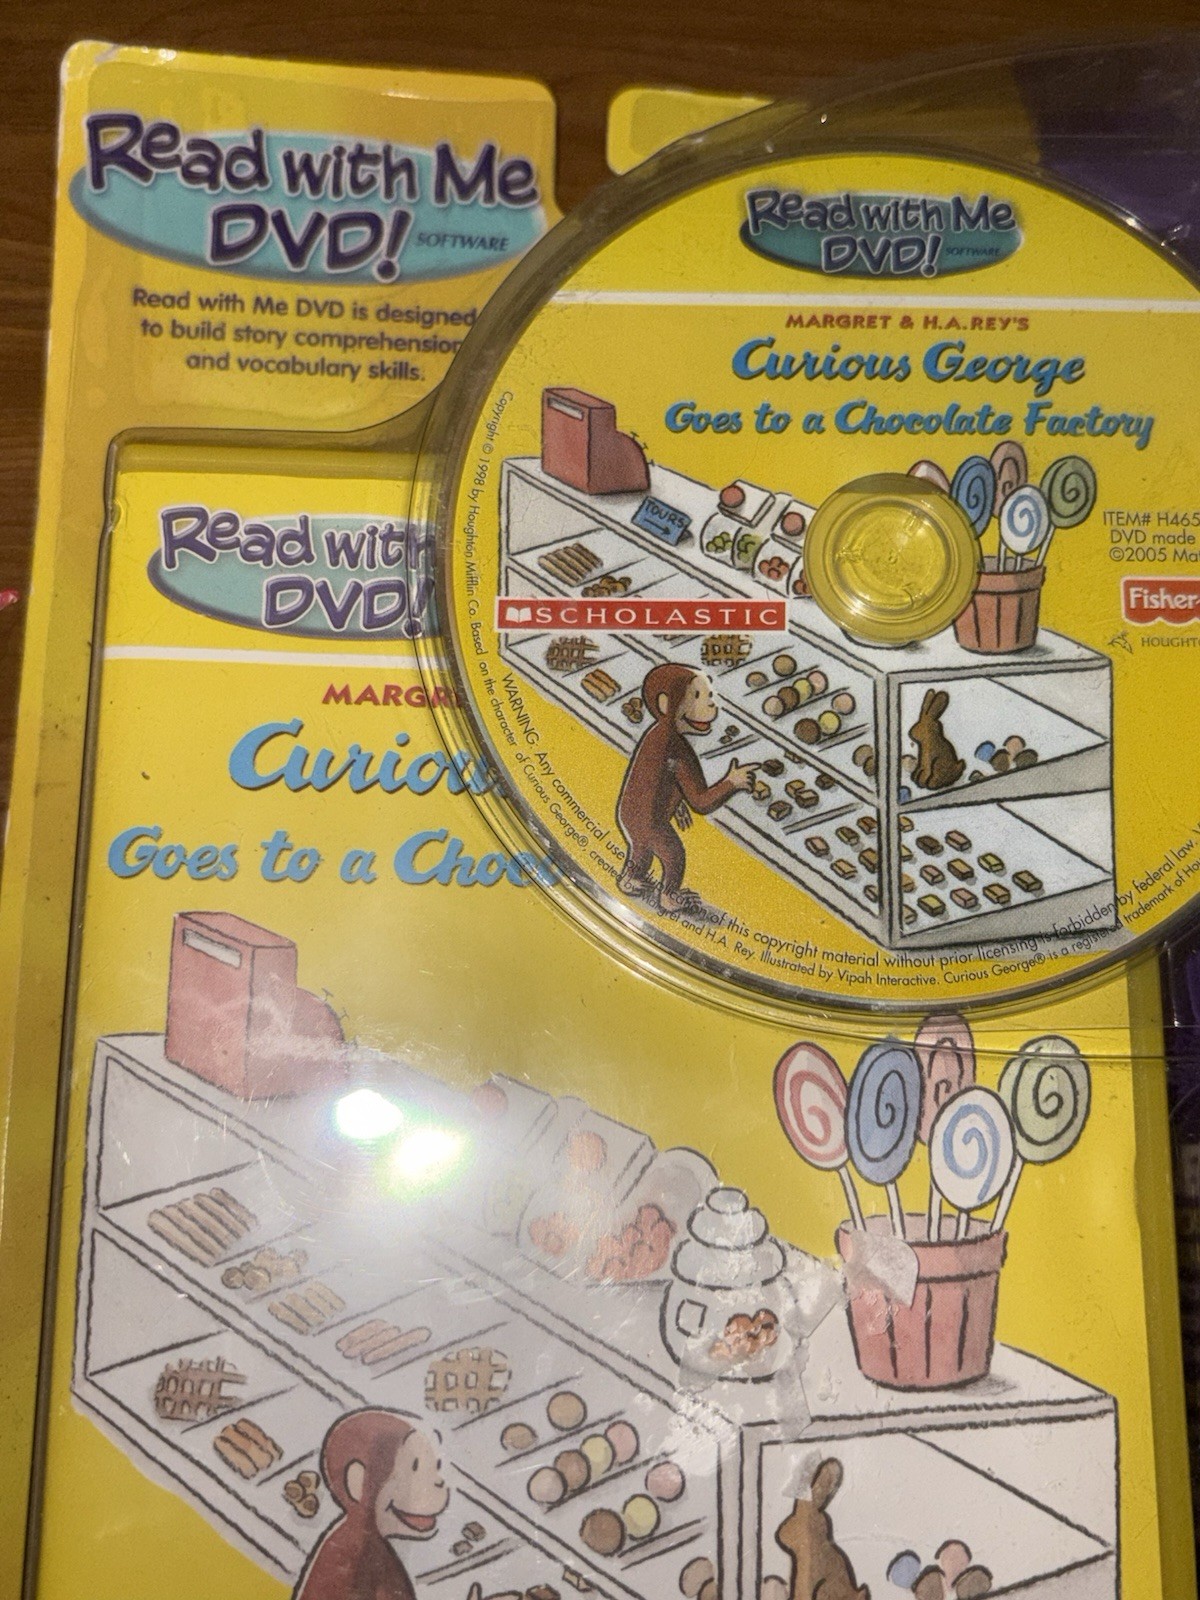 Read with Me
DVD! SOFTWARE
Read with Me DVD is designed
to build story comprehension
and vocabulary skills.
Read with
DVD!
MARGR
Curiou
Goes to a Choc
Read with Me
DVD! SOFTWARE
MARGRET & H.A.REY'S
Curious George
Goes to a Chocolate Factory
TOURS
SCHOLASTIC
ITEM# H465
DVD made
©2005 Mat
Fisher-
HOUGHTO
Copyright © 1998 by Houghton Mifflin Co. Based on the character of Curious George®, created by Margret and H.A. Rey. Illustrated by Vipah Interactive. Curious George® is a registered trademark of Hou
WARNING: Any commercial use or duplication of this copyright material without prior licensing is forbidden by federal law.